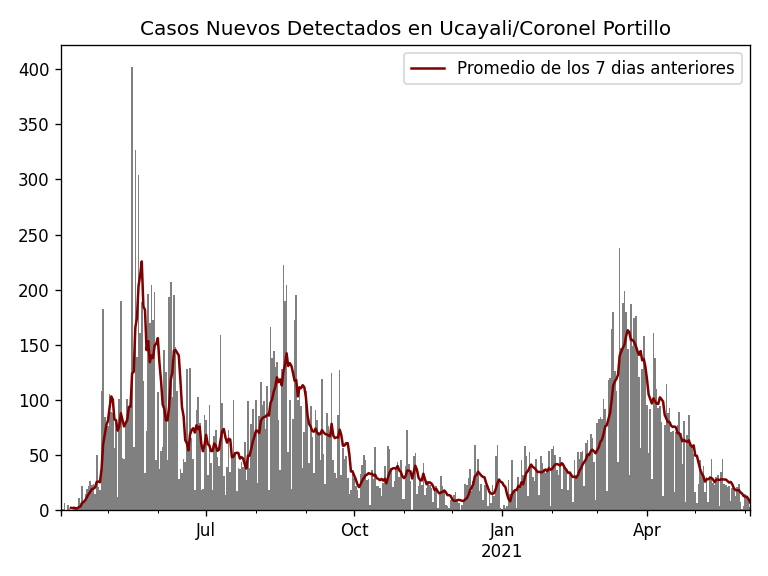 Casos Nuevos Detectados en Ucayali/Coronel Portillo
Promedio de los 7 dias anteriores
400
350
300
250
200
150
100
50
0
Jul
Oct
Jan
2021
Apr